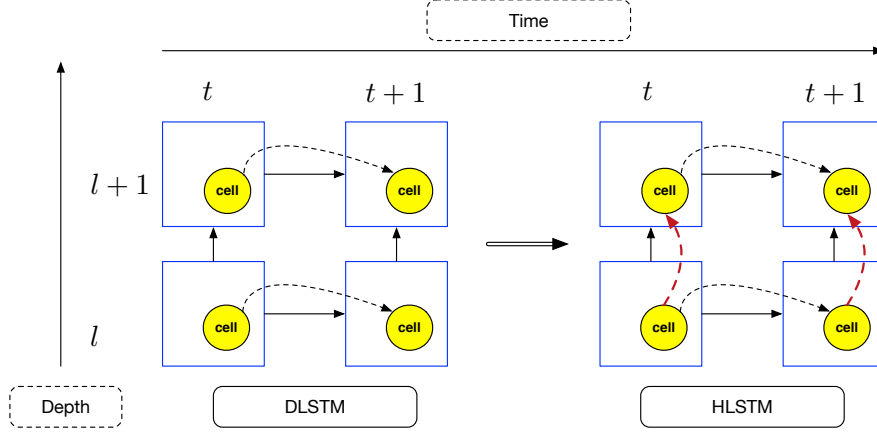 Time
t t + 1 t t + 1
cell cell cell cell
l + 1
cell cell cell cell
l
Depth DLSTM HLSTM